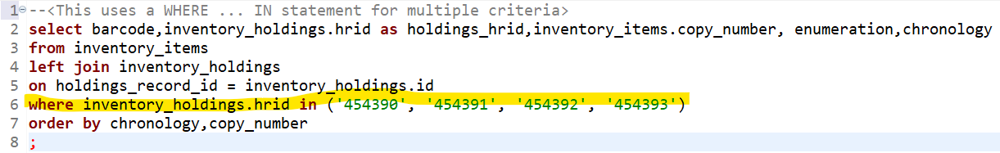 1 --<This uses a WHERE ... IN statement for multiple criteria>
2 select barcode,inventory_holdings.hrid as holdings_hrid,inventory_items.copy_number, enumeration,chronology
3 from inventory_items
4 left join inventory_holdings
5 on holdings_record_id = inventory_holdings.id
6 where inventory_holdings.hrid in ('454390', '454391', '454392', '454393')
7 order by chronology,copy_number
8 ;